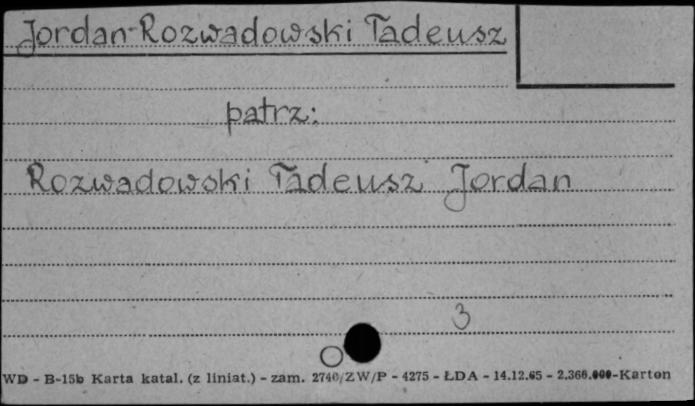 Jordan-Rozwadowski Tadeusz
patrz:
Rozwadowski Tadeusz Jordan
3
WD - B-15b Karta katal. (z liniat.) - zam. 2740/ZW/P - 4275 - ŁDA - 14.12.65 - 2.366.000-Karton